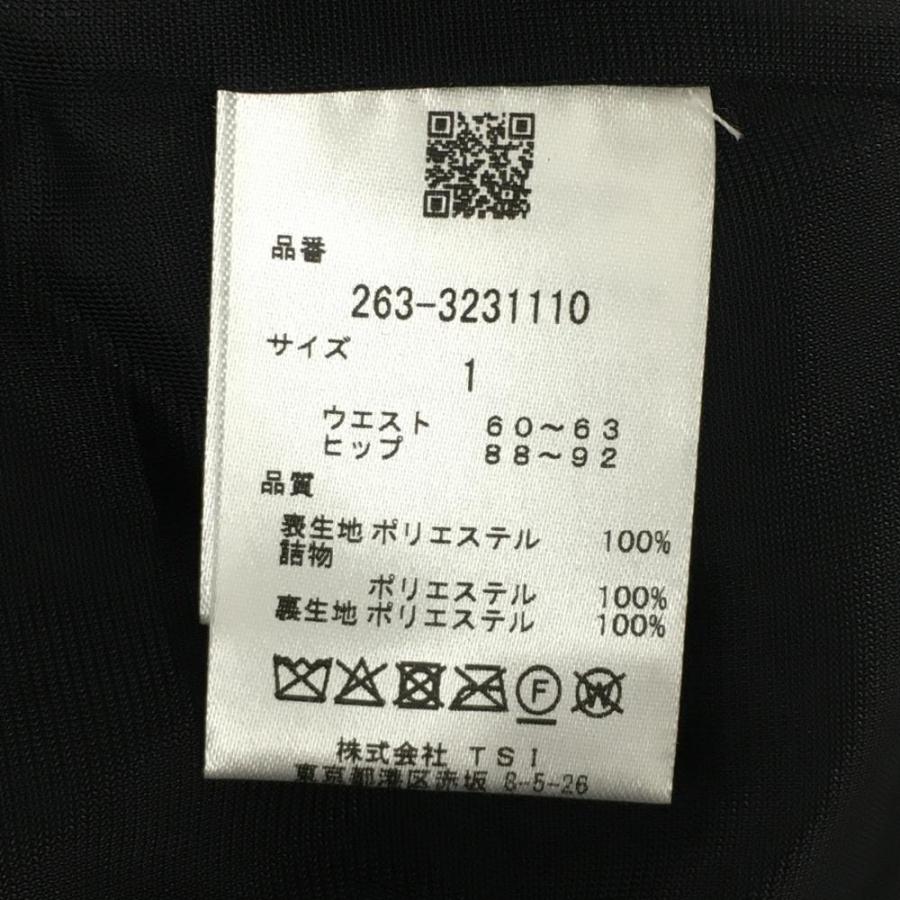 品番
263-3231110
サイズ
1
ウエスト 60～63
ヒップ 88～92
品質
表生地 ポリエステル 100%
詰物
ポリエステル 100%
裏生地 ポリエステル 100%
F W
株式会社 TSI
東京都港区赤坂 8-5-26